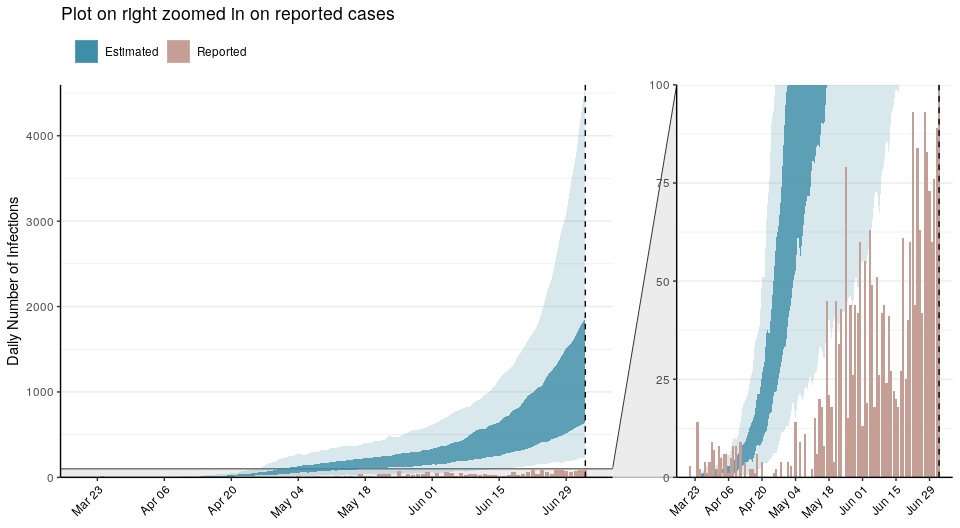 Plot on right zoomed in on reported cases
Estimated Reported
Daily Number of Infections
4000
3000
2000
1000
0
Mar 23 Apr 06 Apr 20 May 04 May 18 Jun 01 Jun 15 Jun 29
100
75
50
25
0
Mar 23 Apr 06 Apr 20 May 04 May 18 Jun 01 Jun 15 Jun 29